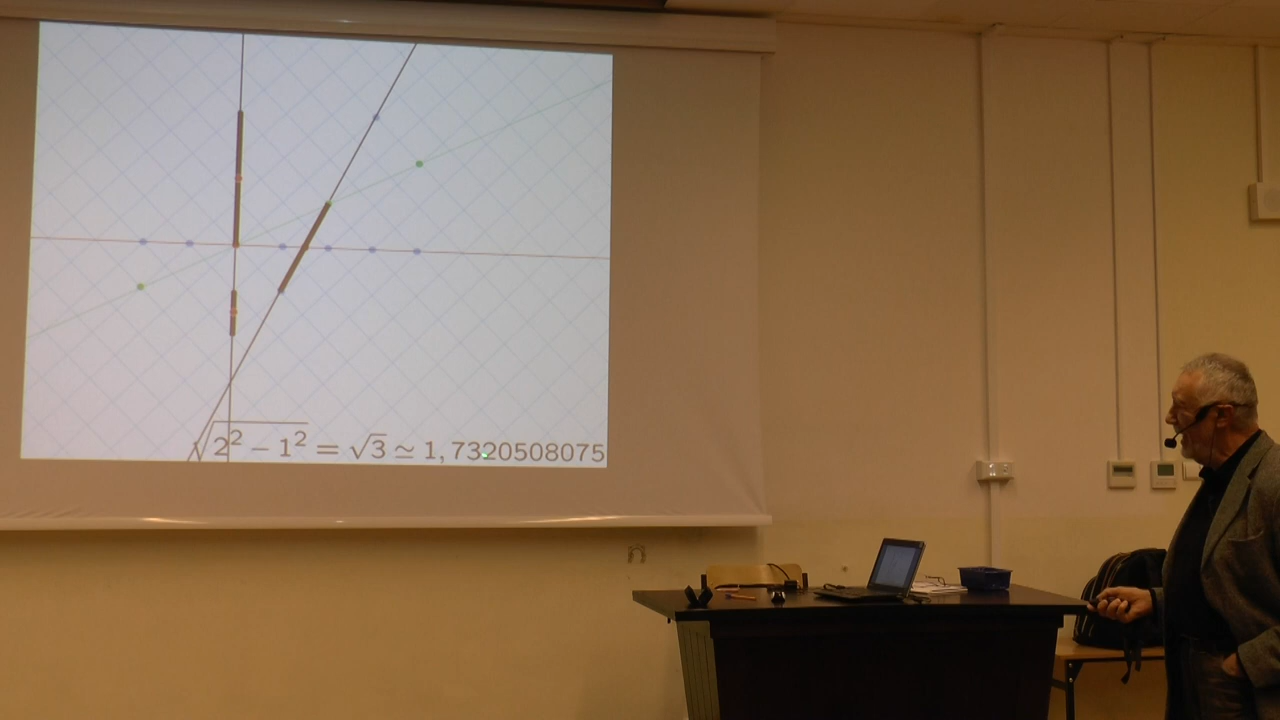 √(2² − 1²) = √3 ≃ 1,7320508075